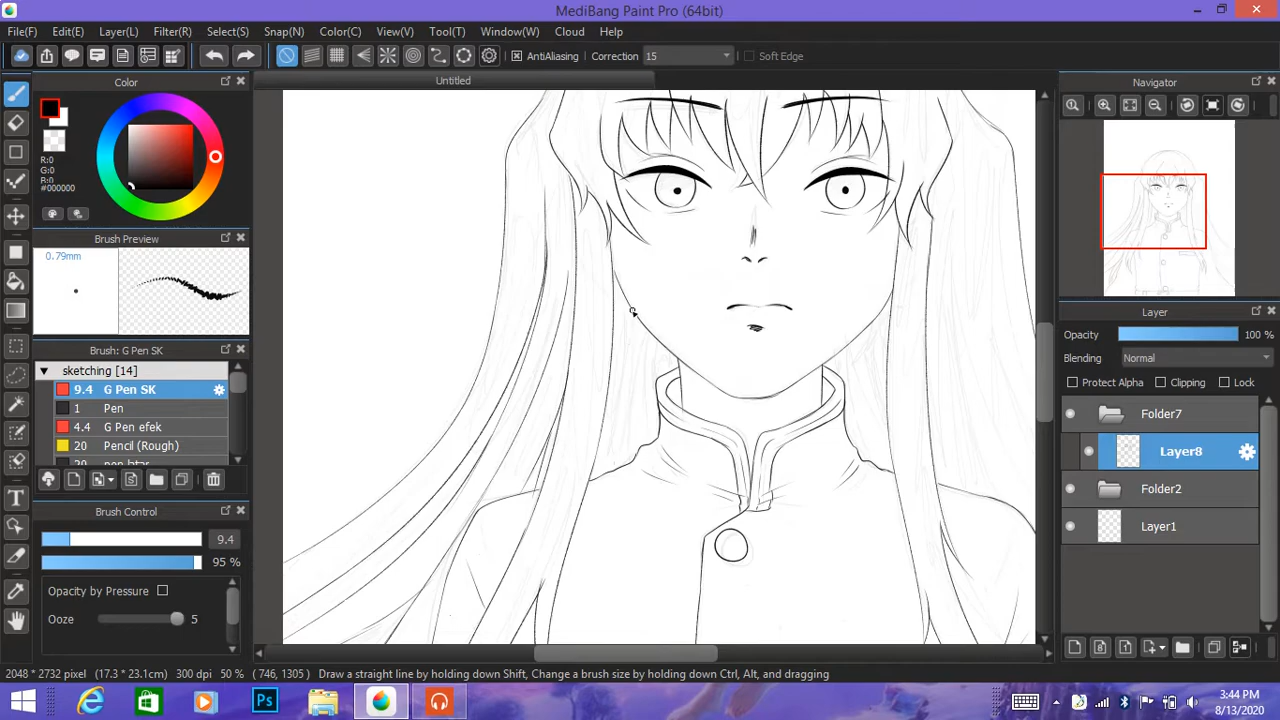 MediBang Paint Pro (64bit)
File(F) Edit(E) Layer(L) Filter(R) Select(S) Snap(N) Color(C) View(V) Tool(T) Window(W) Cloud Help
AntiAliasing Correction 15 Soft Edge
Color
Untitled
Navigator
R:0
G:0
B:0
#000000
Brush Preview
0.79mm
Brush: G Pen SK
sketching [14]
9.4 G Pen SK
1 Pen
4.4 G Pen efek
20 Pencil (Rough)
20 pen btar
Brush Control
9.4
95 %
Opacity by Pressure
Ooze 5
Layer
Opacity 100 %
Blending Normal
Protect Alpha Clipping Lock
Folder7
Layer8
Folder2
Layer1
2048 * 2732 pixel (17.3 * 23.1cm) 300 dpi 50 % (746, 1305) Draw a straight line by holding down Shift, Change a brush size by holding down Ctrl, Alt, and dragging
Ps
3:44 PM
8/13/2020